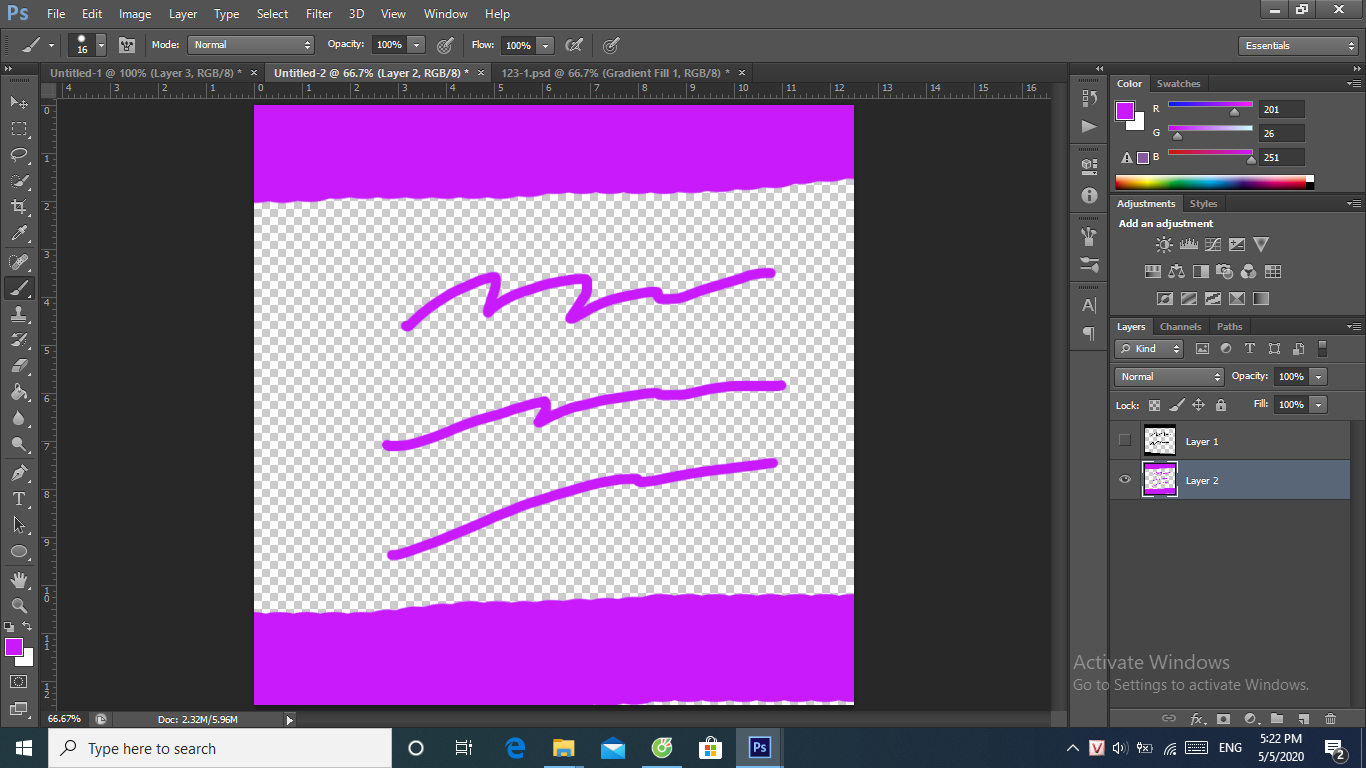 Ps File Edit Image Layer Type Select Filter 3D View Window Help
16 Mode: Normal Opacity: 100% Flow: 100% Essentials
Untitled-1 @ 100% (Layer 3, RGB/8) * × Untitled-2 @ 66.7% (Layer 2, RGB/8) * × 123-1.psd @ 66.7% (Gradient Fill 1, RGB/8) * ×
4 3 2 1 0 1 2 3 4 5 6 7 8 9 10 11 12 13 14 15 16
0
1
2
3
4
5
6
7
8
9
10
11
12
Color Swatches
R 201
G 26
B 251
Adjustments Styles
Add an adjustment
Layers Channels Paths
Kind T
Normal Opacity: 100%
Lock: Fill: 100%
Layer 1
Layer 2
fx
Activate Windows
Go to Settings to activate Windows.
66.67% Doc: 2.32M/5.96M
Type here to search
Ps
V ENG 5:22 PM
5/5/2020 2